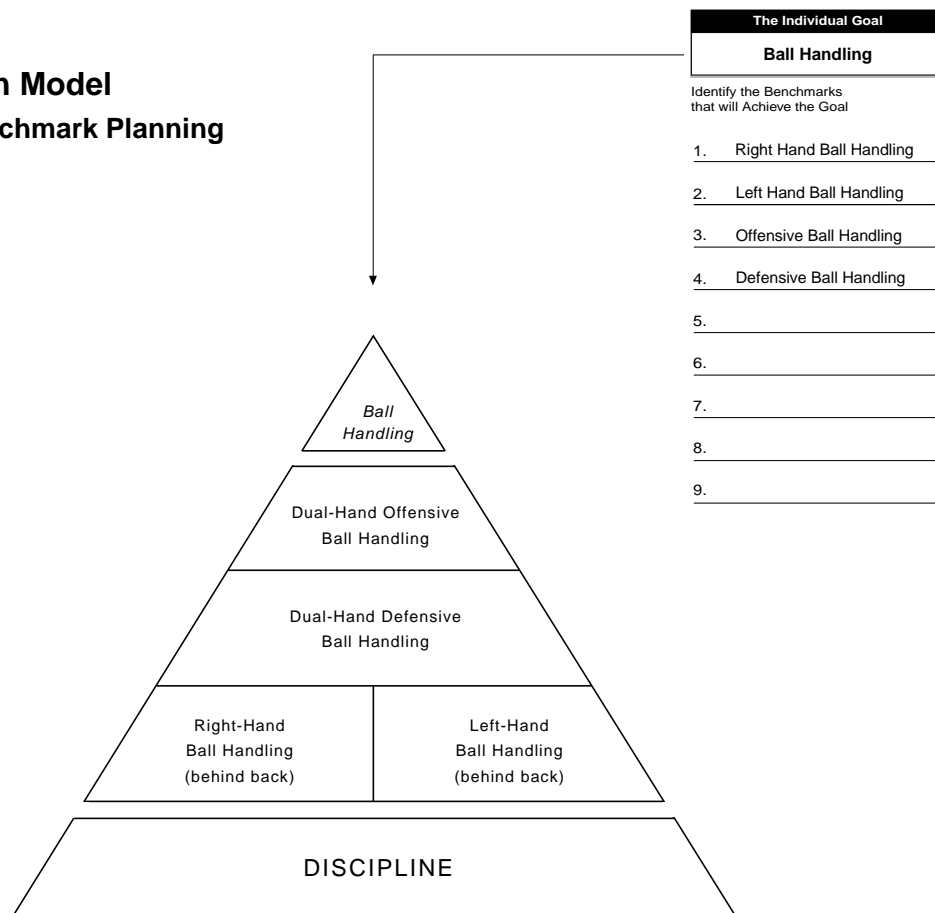 n Model
chmark Planning
The Individual Goal
Ball Handling
Identify the Benchmarks
that will Achieve the Goal
1. Right Hand Ball Handling
2. Left Hand Ball Handling
3. Offensive Ball Handling
4. Defensive Ball Handling
5.
6.
7.
8.
9.
Ball
Handling
Dual-Hand Offensive
Ball Handling
Dual-Hand Defensive
Ball Handling
Right-Hand
Ball Handling
(behind back)
Left-Hand
Ball Handling
(behind back)
DISCIPLINE